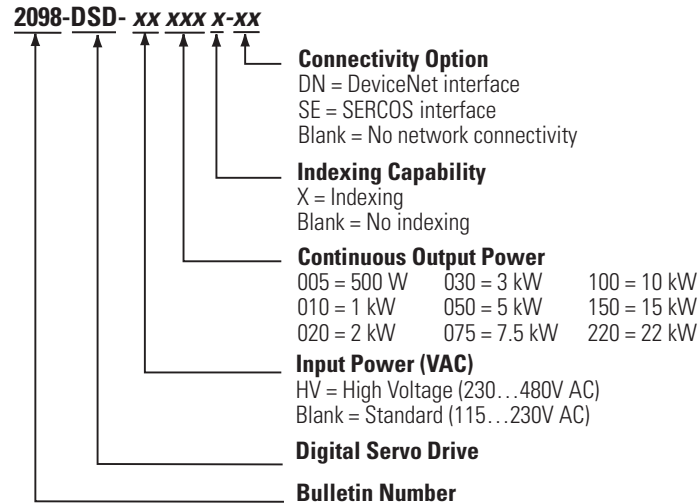 2098-DSD- xx xxx x-xx
Connectivity Option
DN = DeviceNet interface
SE = SERCOS interface
Blank = No network connectivity
Indexing Capability
X = Indexing
Blank = No indexing
Continuous Output Power
005 = 500 W 030 = 3 kW 100 = 10 kW
010 = 1 kW 050 = 5 kW 150 = 15 kW
020 = 2 kW 075 = 7.5 kW 220 = 22 kW
Input Power (VAC)
HV = High Voltage (230…480V AC)
Blank = Standard (115…230V AC)
Digital Servo Drive
Bulletin Number